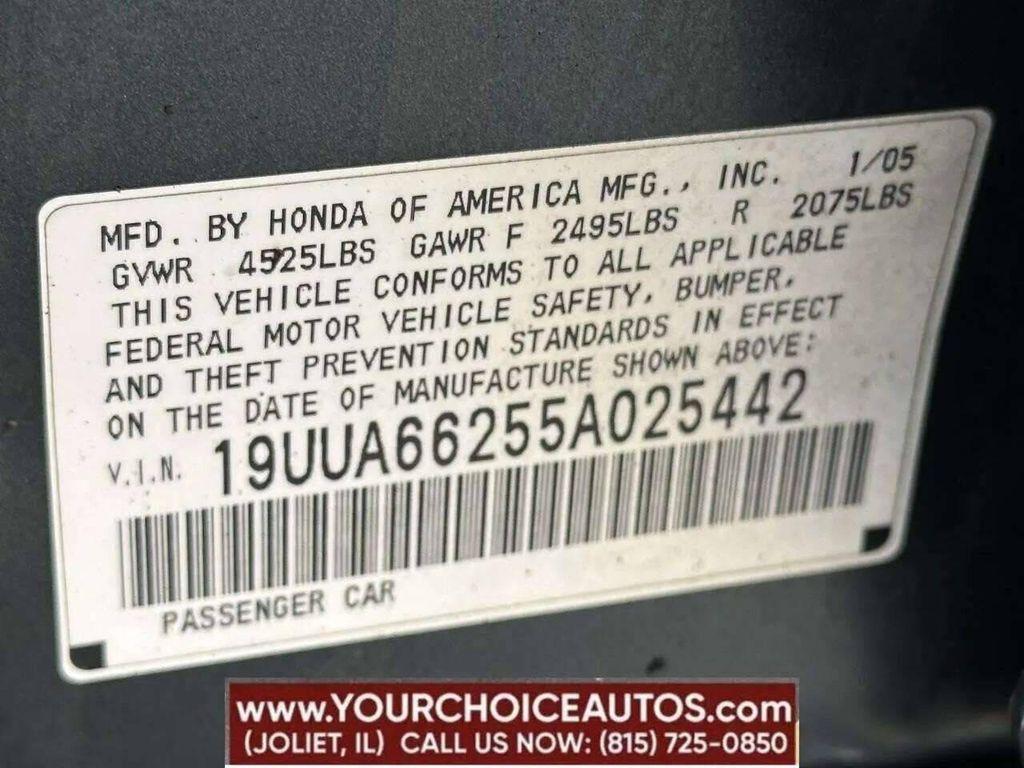 MFD. BY HONDA OF AMERICA MFG., INC. 1/05
GVWR 4525LBS GAWR F 2495LBS R 2075LBS
THIS VEHICLE CONFORMS TO ALL APPLICABLE
FEDERAL MOTOR VEHICLE SAFETY, BUMPER,
AND THEFT PREVENTION STANDARDS IN EFFECT
ON THE DATE OF MANUFACTURE SHOWN ABOVE:
V.I.N. 19UUA66255A025442
PASSENGER CAR
www.YOURCHOICEAUTOS.com
(JOLIET, IL) CALL US NOW: (815) 725-0850